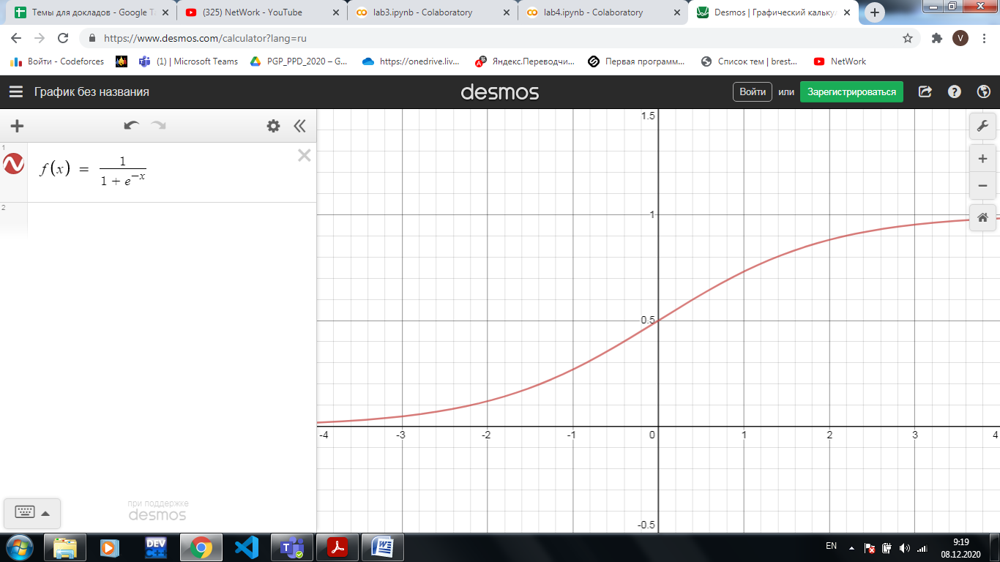 Темы для докладов - Google Т
(325) NetWork - YouTube
lab3.ipynb - Colaboratory
lab4.ipynb - Colaboratory
Desmos | Графический кальку
https://www.desmos.com/calculator?lang=ru
V
Войти - Codeforces
(1) | Microsoft Teams
PGP_PPD_2020 – G...
https://onedrive.liv...
Яндекс.Переводчи...
Первая программ...
Список тем | brest...
NetWork
График без названия
desmos
Войти
или
Зарегистрироваться
1
f(x) = 1/(1 + e^−x)
2
1.5
1
0.5
-4 -3 -2 -1 0 1 2 3 4
-0.5
при поддержке
desmos
DEV
C++
EN
9:19
08.12.2020